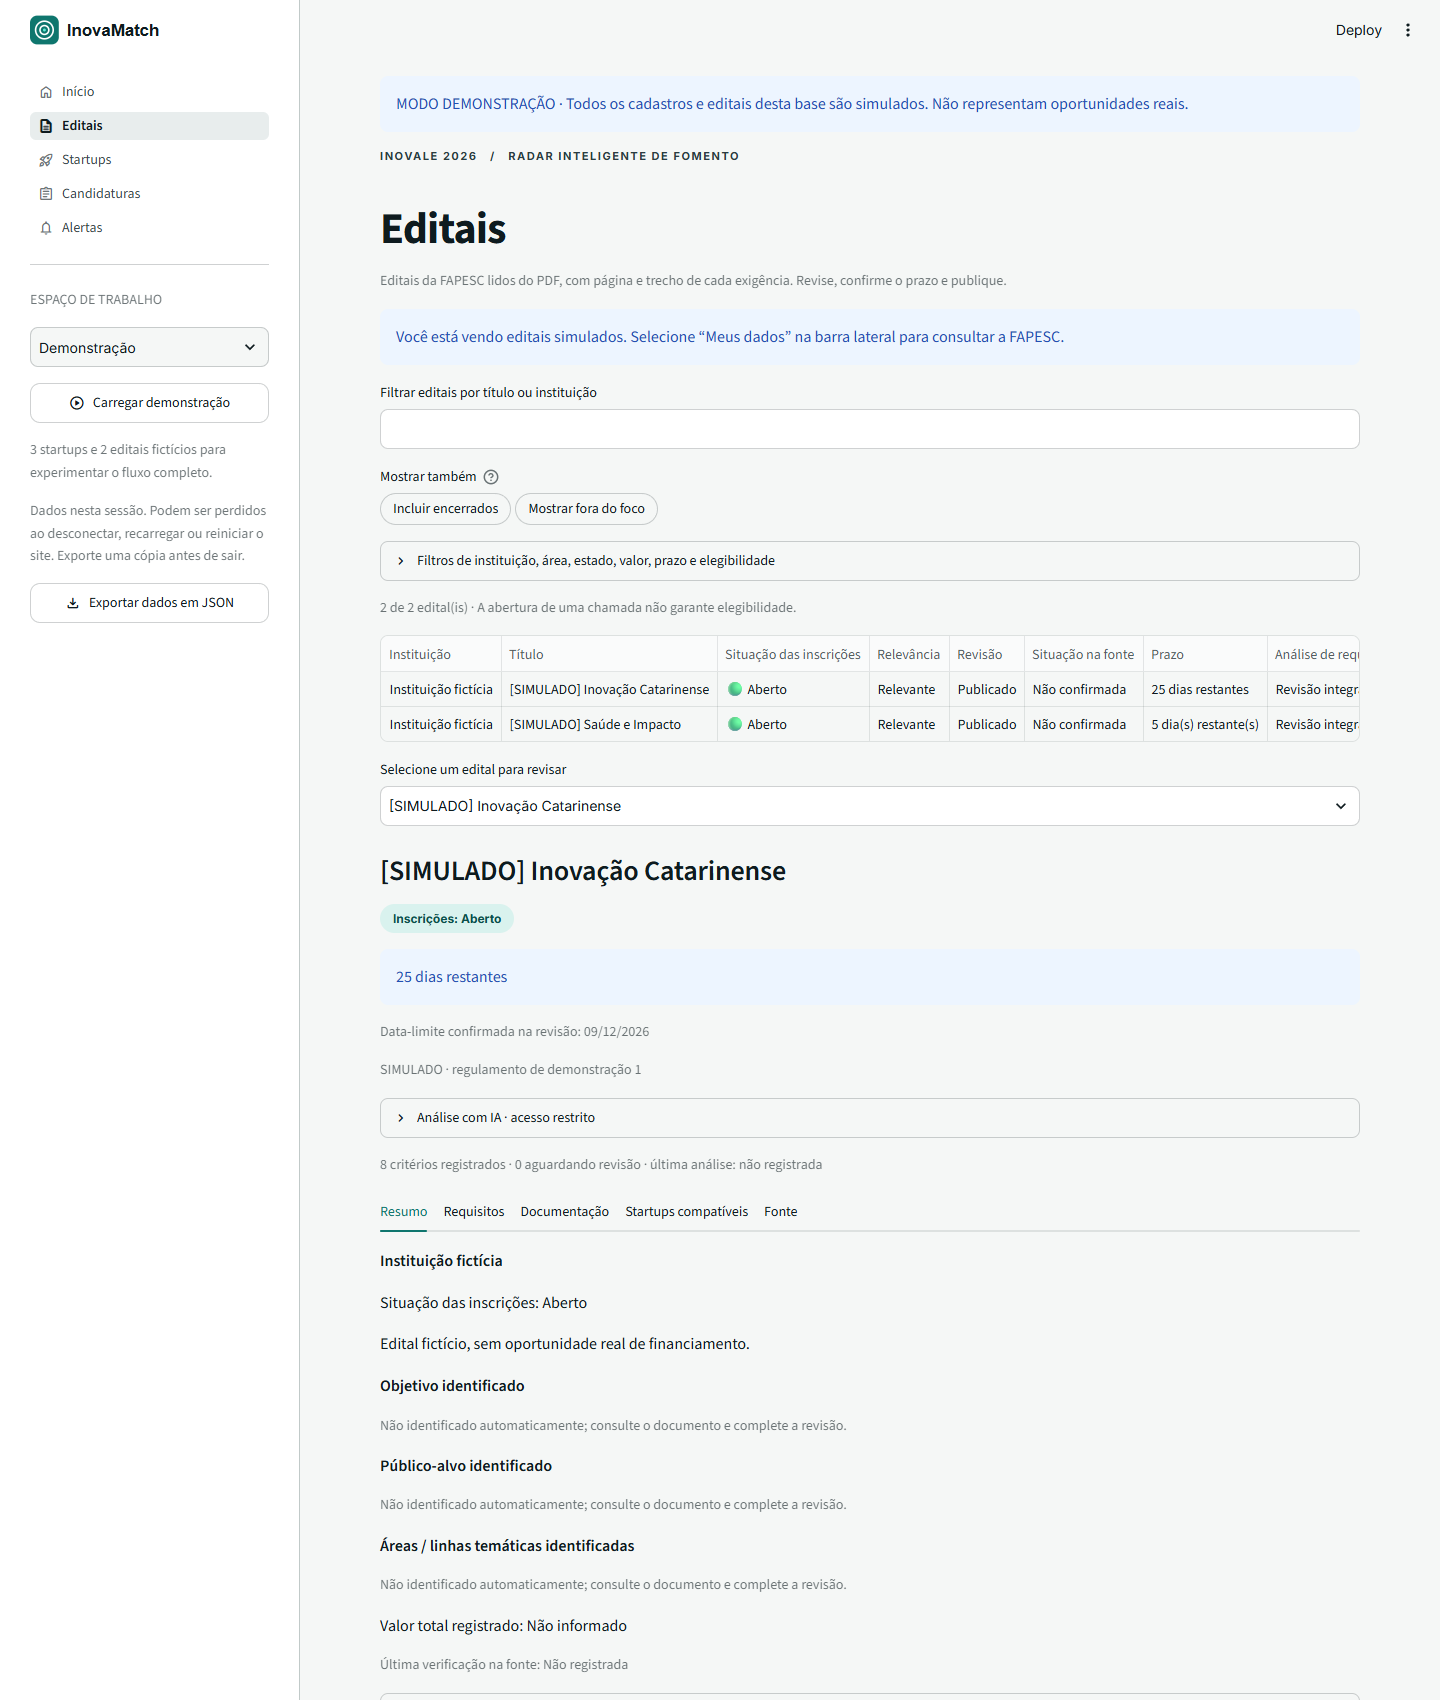 InovaMatch
Deploy
Início
Editais
Startups
Candidaturas
Alertas
ESPAÇO DE TRABALHO
Demonstração
Carregar demonstração
3 startups e 2 editais fictícios para
experimentar o fluxo completo.
Dados nesta sessão. Podem ser perdidos
ao desconectar, recarregar ou reiniciar o
site. Exporte uma cópia antes de sair.
Exportar dados em JSON
MODO DEMONSTRAÇÃO · Todos os cadastros e editais desta base são simulados. Não representam oportunidades reais.
INOVALE 2026 / RADAR INTELIGENTE DE FOMENTO
Editais
Editais da FAPESC lidos do PDF, com página e trecho de cada exigência. Revise, confirme o prazo e publique.
Você está vendo editais simulados. Selecione “Meus dados” na barra lateral para consultar a FAPESC.
Filtrar editais por título ou instituição
Mostrar também
Incluir encerrados Mostrar fora do foco
Filtros de instituição, área, estado, valor, prazo e elegibilidade
2 de 2 edital(is) · A abertura de uma chamada não garante elegibilidade.
Instituição Título Situação das inscrições Relevância Revisão Situação na fonte Prazo Análise de requ
Instituição fictícia [SIMULADO] Inovação Catarinense Aberto Relevante Publicado Não confirmada 25 dias restantes Revisão integra
Instituição fictícia [SIMULADO] Saúde e Impacto Aberto Relevante Publicado Não confirmada 5 dia(s) restante(s) Revisão integra
Selecione um edital para revisar
[SIMULADO] Inovação Catarinense
[SIMULADO] Inovação Catarinense
Inscrições: Aberto
25 dias restantes
Data-limite confirmada na revisão: 09/12/2026
SIMULADO · regulamento de demonstração 1
Análise com IA · acesso restrito
8 critérios registrados · 0 aguardando revisão · última análise: não registrada
Resumo Requisitos Documentação Startups compatíveis Fonte
Instituição fictícia
Situação das inscrições: Aberto
Edital fictício, sem oportunidade real de financiamento.
Objetivo identificado
Não identificado automaticamente; consulte o documento e complete a revisão.
Público-alvo identificado
Não identificado automaticamente; consulte o documento e complete a revisão.
Áreas / linhas temáticas identificadas
Não identificado automaticamente; consulte o documento e complete a revisão.
Valor total registrado: Não informado
Última verificação na fonte: Não registrada